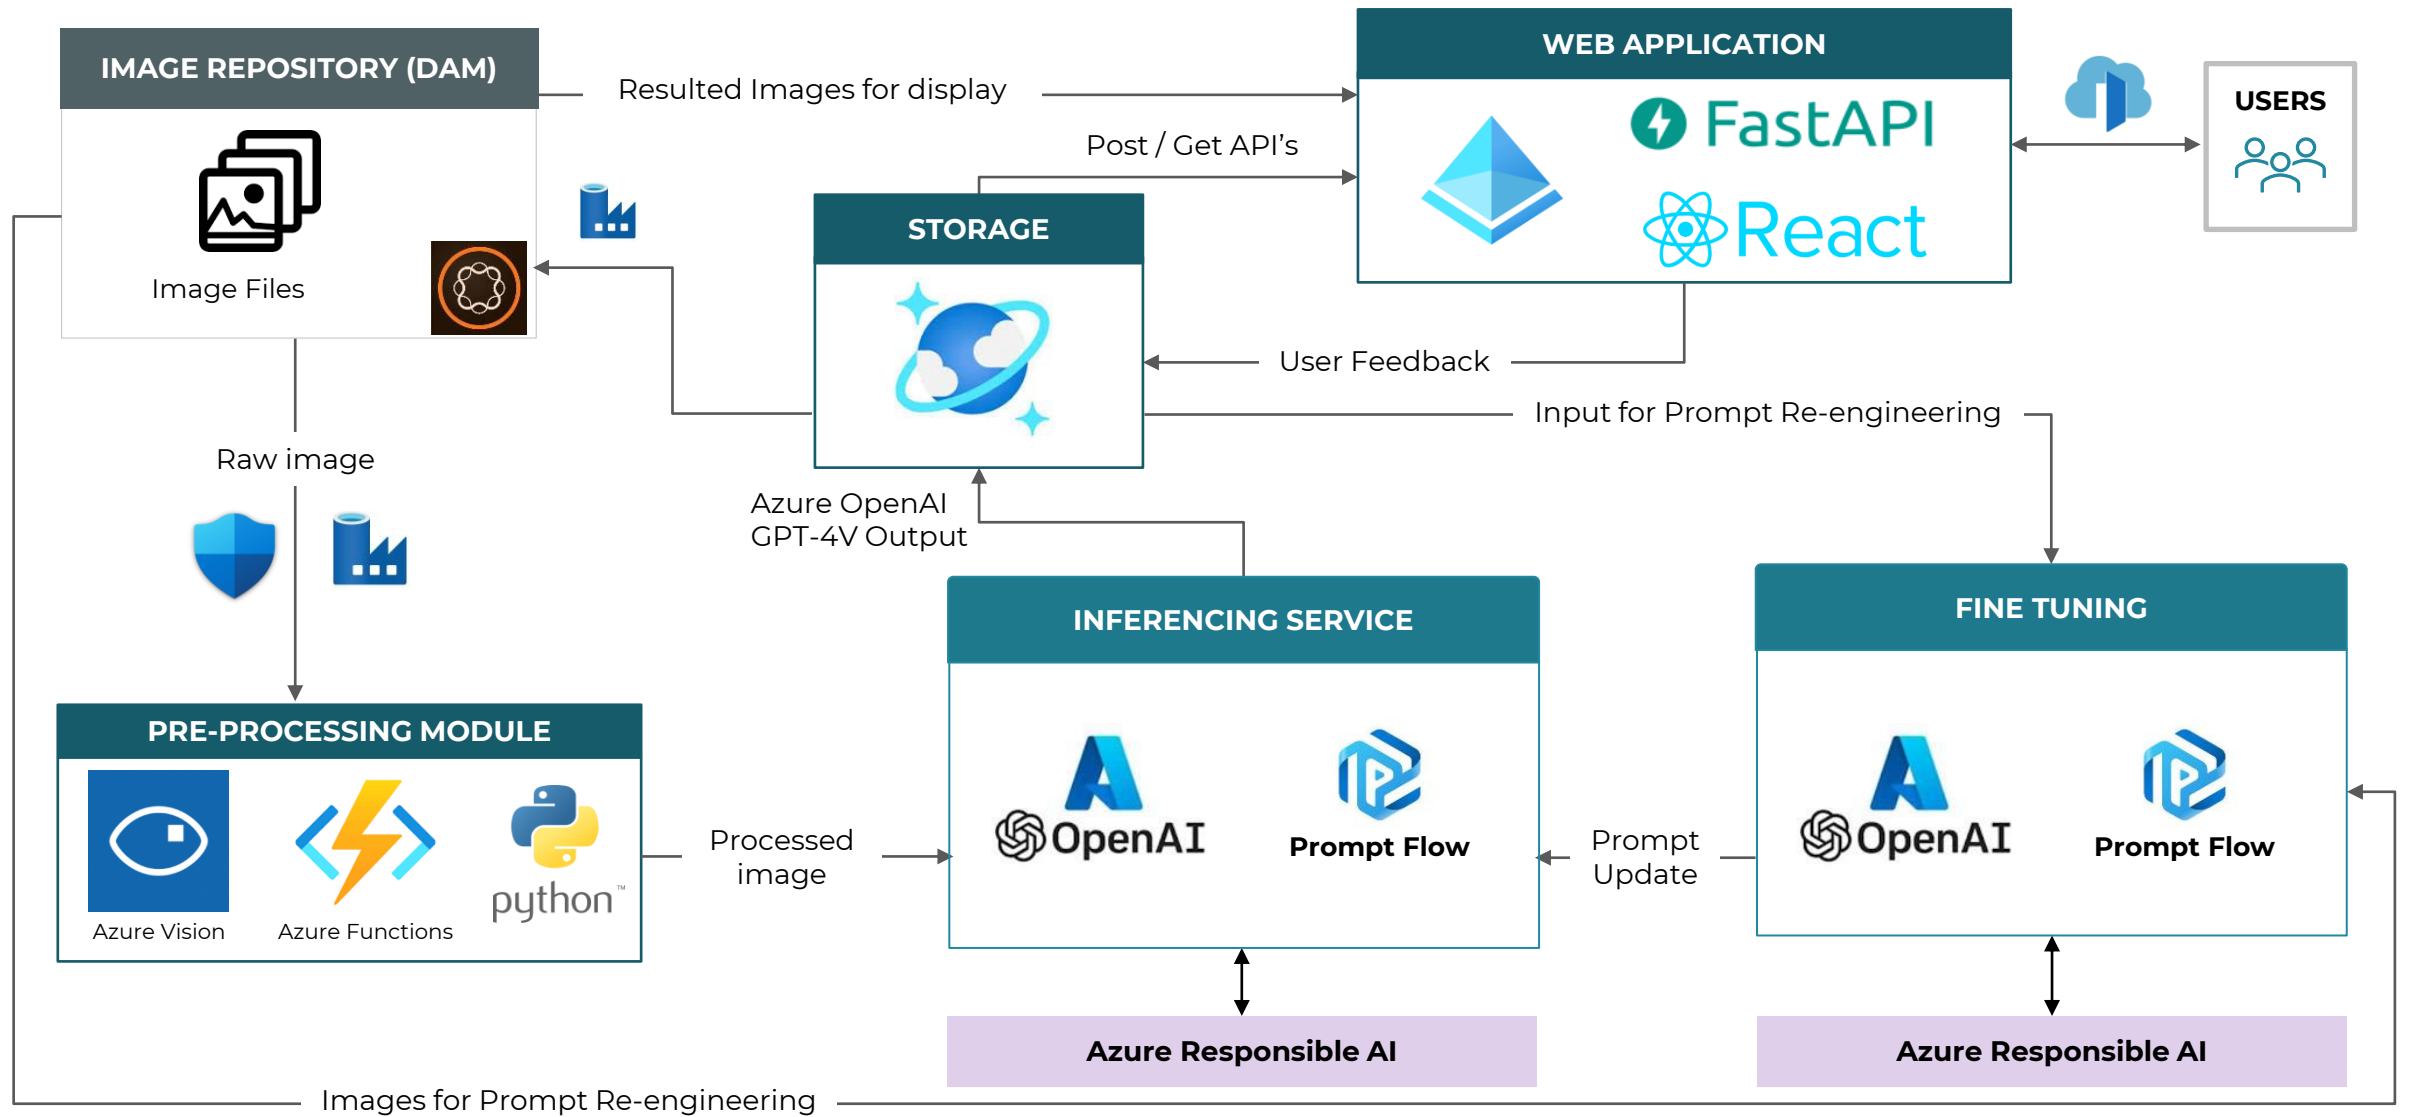 IMAGE REPOSITORY (DAM)
Image Files
Resulted Images for display
Post / Get API’s
WEB APPLICATION
FastAPI
React
USERS
STORAGE
User Feedback
Input for Prompt Re-engineering
Raw image
Azure OpenAI
GPT-4V Output
PRE-PROCESSING MODULE
Azure Vision
Azure Functions
python™
Processed
image
INFERENCING SERVICE
OpenAI
Prompt Flow
Prompt
Update
FINE TUNING
OpenAI
Prompt Flow
Azure Responsible AI
Azure Responsible AI
Images for Prompt Re-engineering